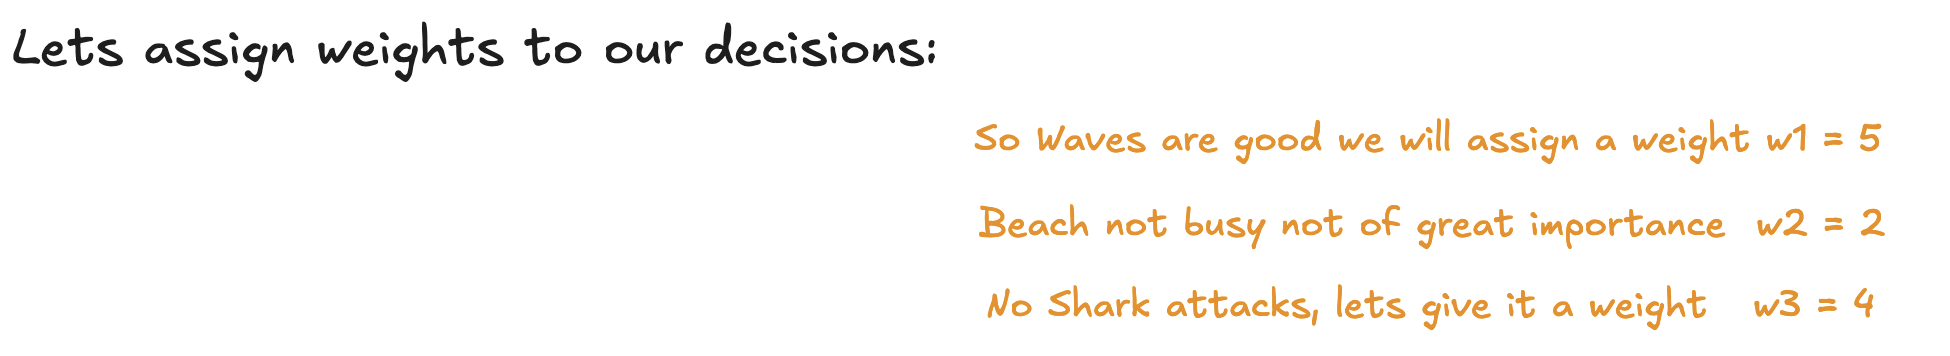 Lets assign weights to our decisions:
So Waves are good we will assign a weight w1 = 5
Beach not busy not of great importance w2 = 2
No Shark attacks, lets give it a weight w3 = 4